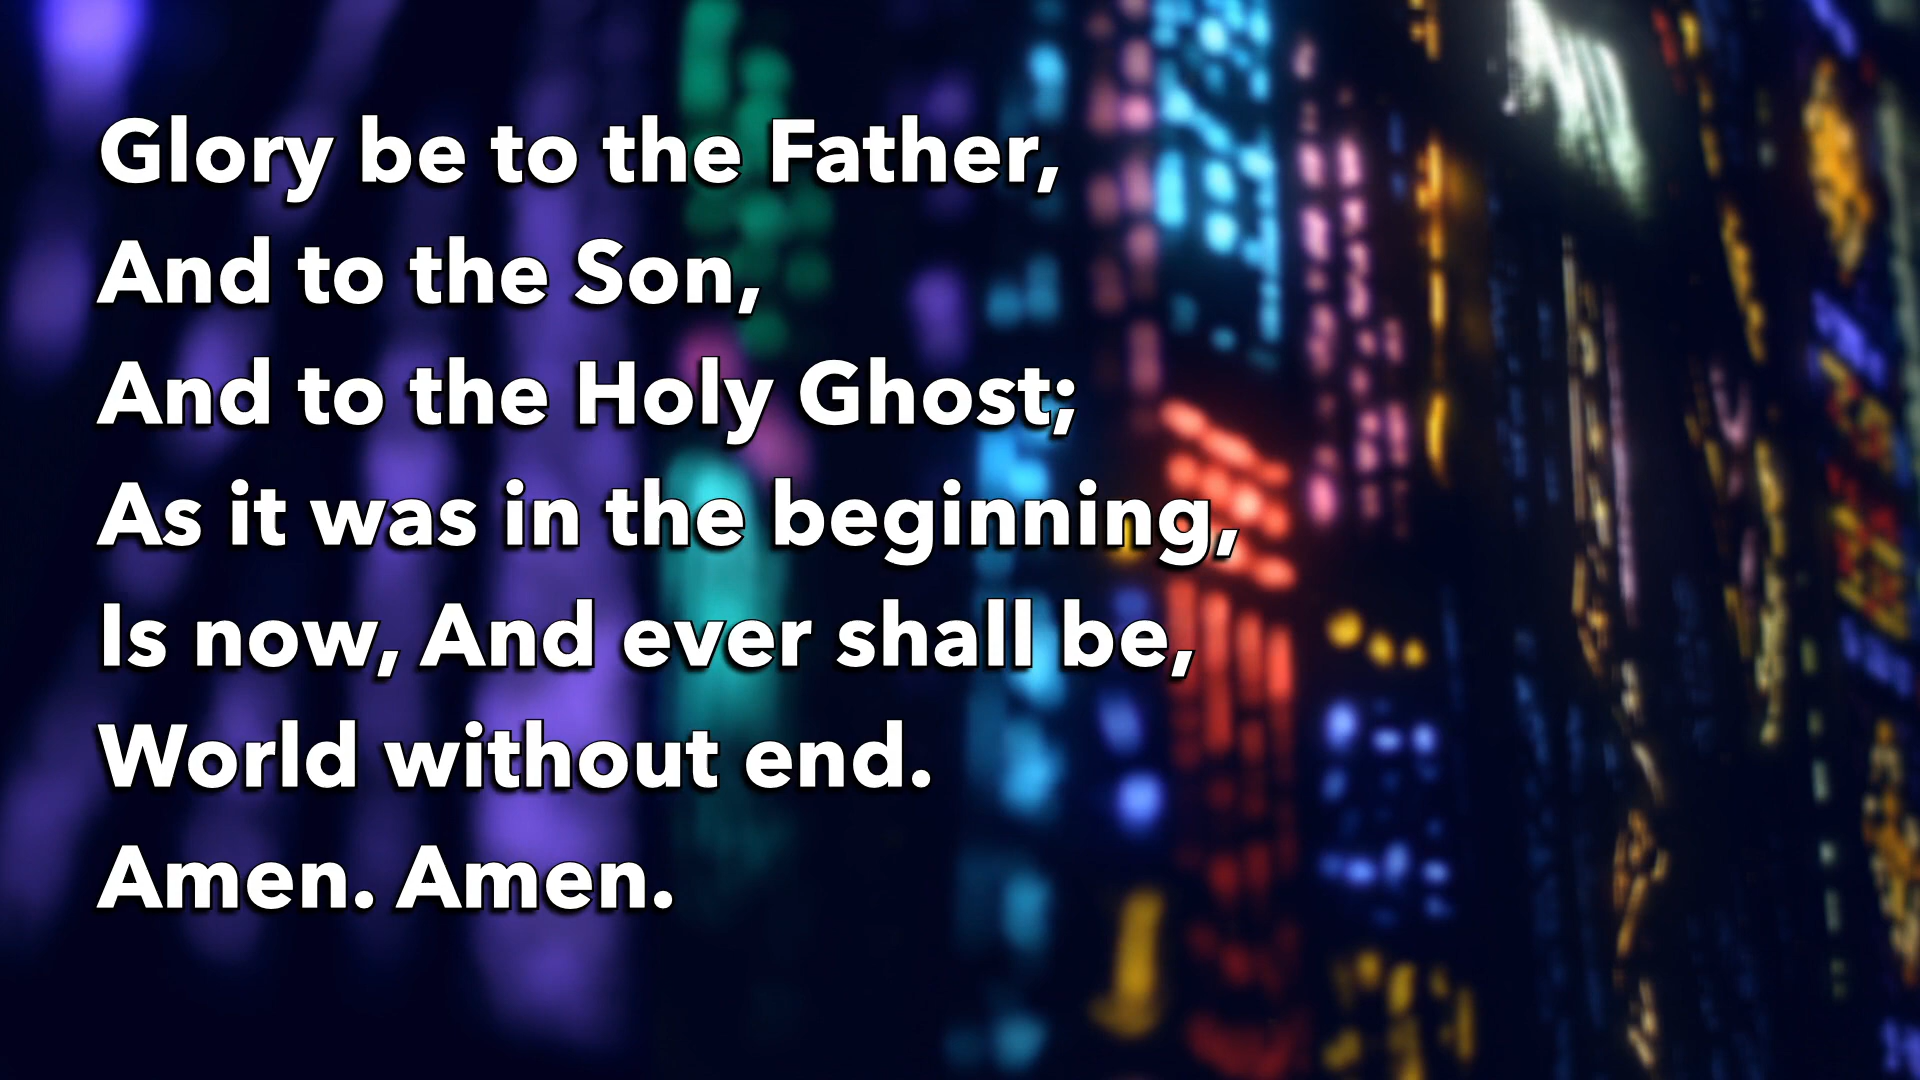 Glory be to the Father,
And to the Son,
And to the Holy Ghost;
As it was in the beginning,
Is now, And ever shall be,
World without end.
Amen. Amen.